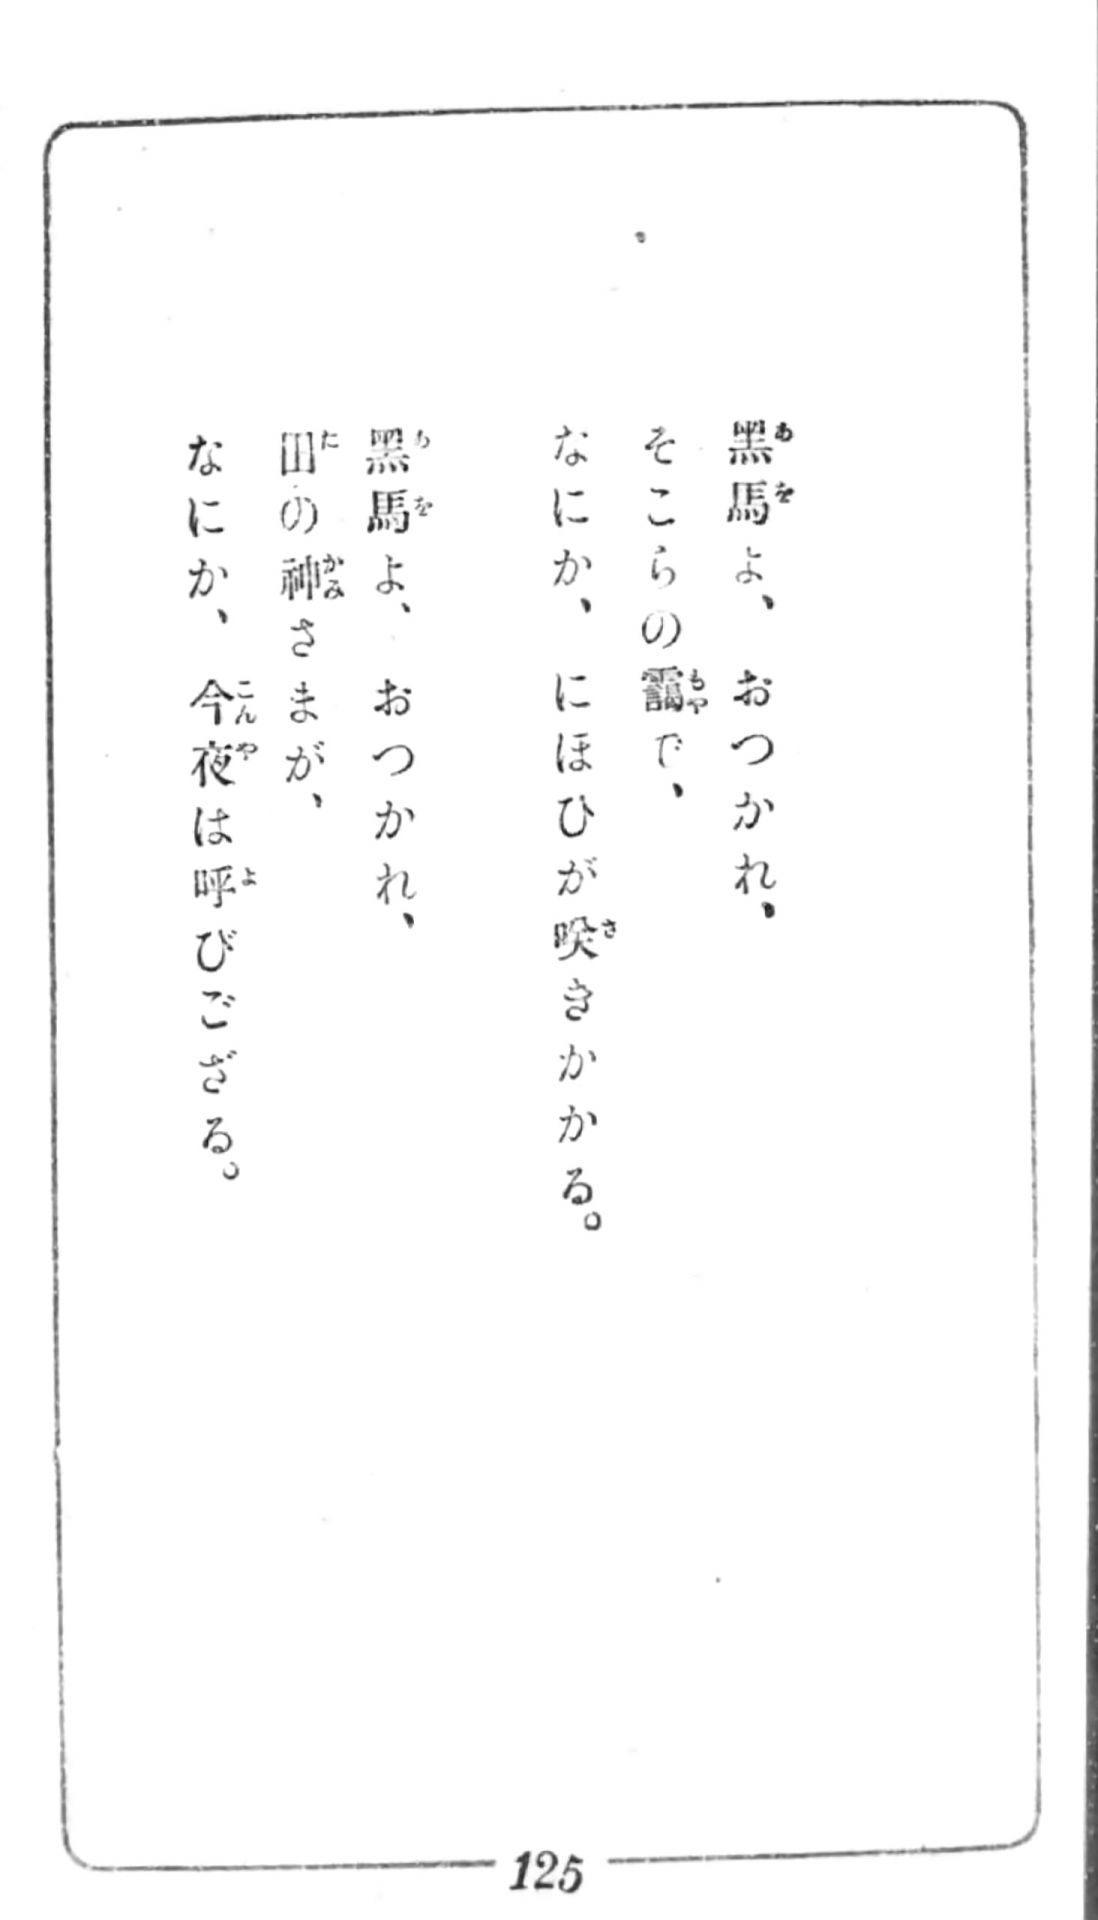 黑馬よ、おつかれ、
そこらの靄で、
なにか、にほひが咲きかかる。
黑馬よ、おつかれ、
田の神さまが、
なにか、今夜は呼びござる。
125